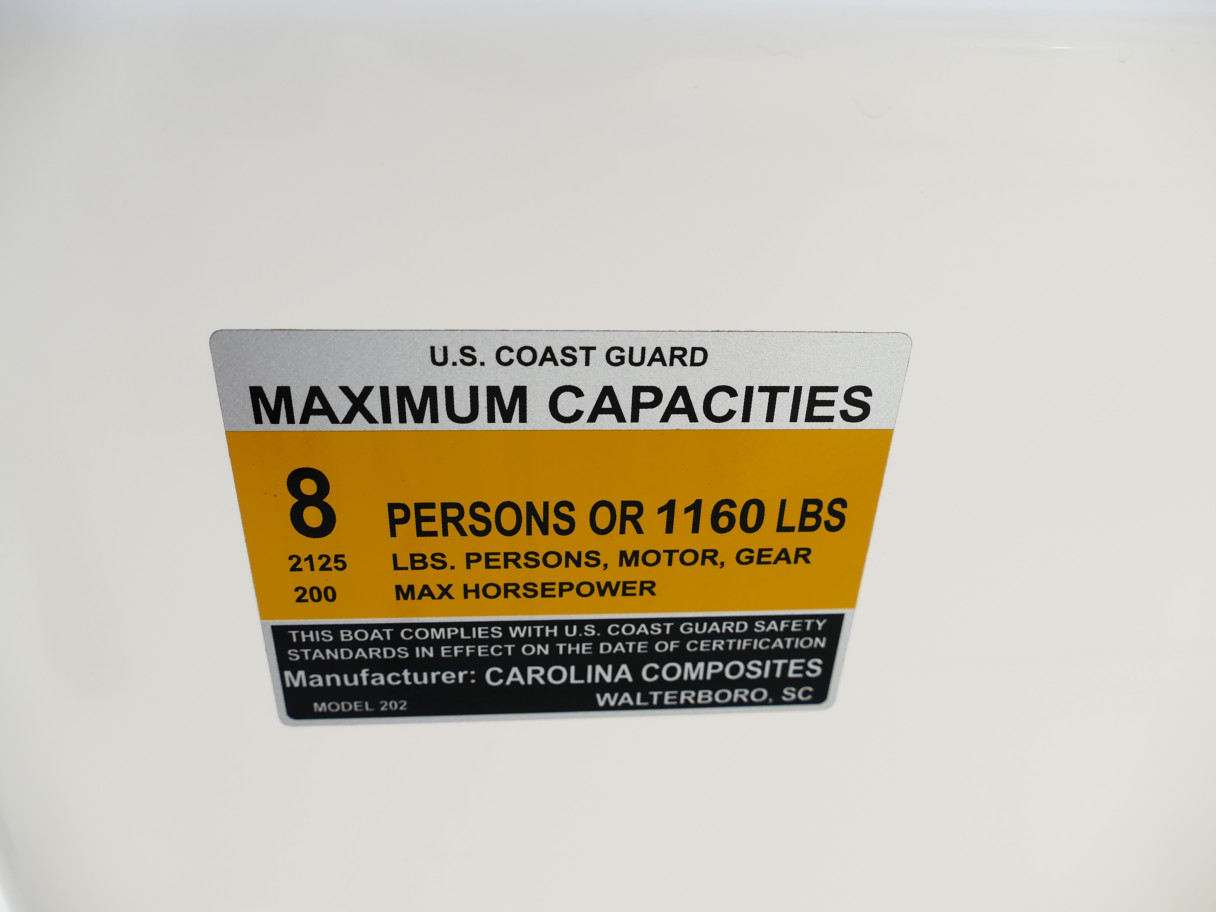 U.S. COAST GUARD
MAXIMUM CAPACITIES
8 PERSONS OR 1160 LBS
2125 LBS. PERSONS, MOTOR, GEAR
200 MAX HORSEPOWER
THIS BOAT COMPLIES WITH U.S. COAST GUARD SAFETY
STANDARDS IN EFFECT ON THE DATE OF CERTIFICATION
Manufacturer: CAROLINA COMPOSITES
MODEL 202 WALTERBORO, SC